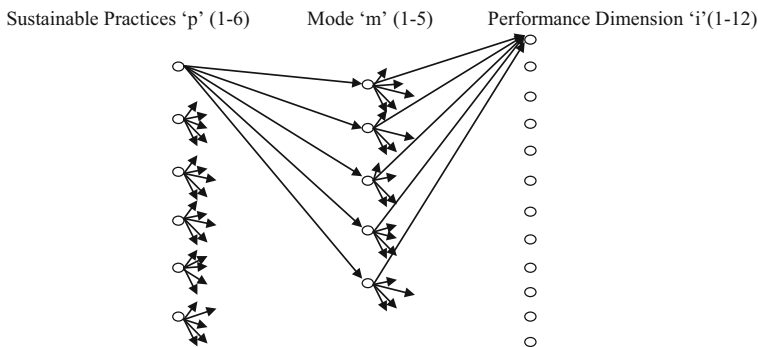 Sustainable Practices ‘p’ (1-6) Mode ‘m’ (1-5) Performance Dimension ‘i’(1-12)